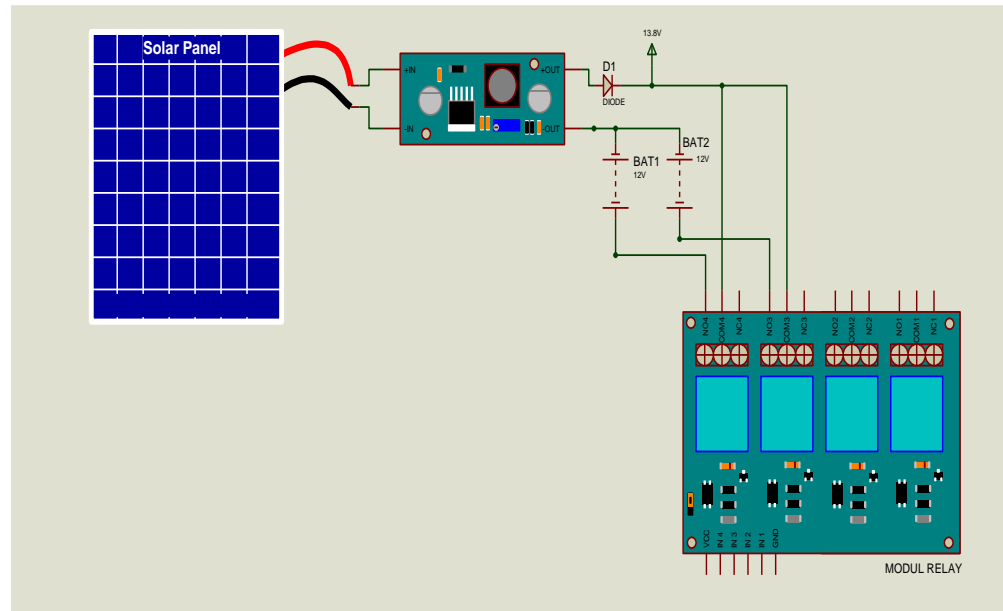 Solar Panel
13.8V
D1
DIODE
+IN
-IN
+OUT
-OUT
BAT1
12V
BAT2
12V
NO4
COM4
NC4
NO3
COM3
NC3
NO2
COM2
NC2
NO1
COM1
NC1
VCC
IN 4
IN 3
IN 2
IN 1
GND
MODUL RELAY